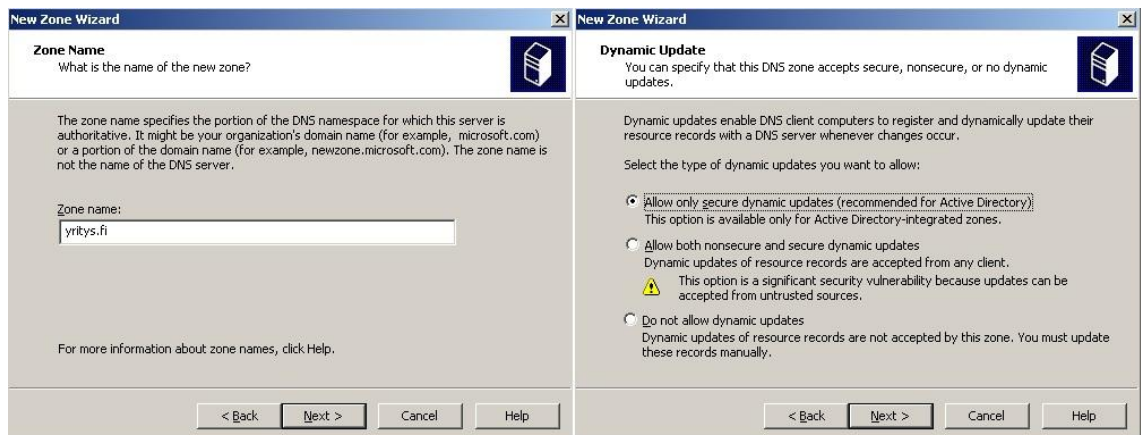 New Zone Wizard
Zone Name
What is the name of the new zone?
The zone name specifies the portion of the DNS namespace for which this server is
authoritative. It might be your organization's domain name (for example, microsoft.com)
or a portion of the domain name (for example, newzone.microsoft.com). The zone name is
not the name of the DNS server.
Zone name:
yritys.fi
For more information about zone names, click Help.
< Back
Next >
Cancel
Help
New Zone Wizard
Dynamic Update
You can specify that this DNS zone accepts secure, nonsecure, or no dynamic
updates.
Dynamic updates enable DNS client computers to register and dynamically update their
resource records with a DNS server whenever changes occur.
Select the type of dynamic updates you want to allow:
Allow only secure dynamic updates (recommended for Active Directory)
This option is available only for Active Directory-integrated zones.
Allow both nonsecure and secure dynamic updates
Dynamic updates of resource records are accepted from any client.
This option is a significant security vulnerability because updates can be
accepted from untrusted sources.
Do not allow dynamic updates
Dynamic updates of resource records are not accepted by this zone. You must update
these records manually.
< Back
Next >
Cancel
Help